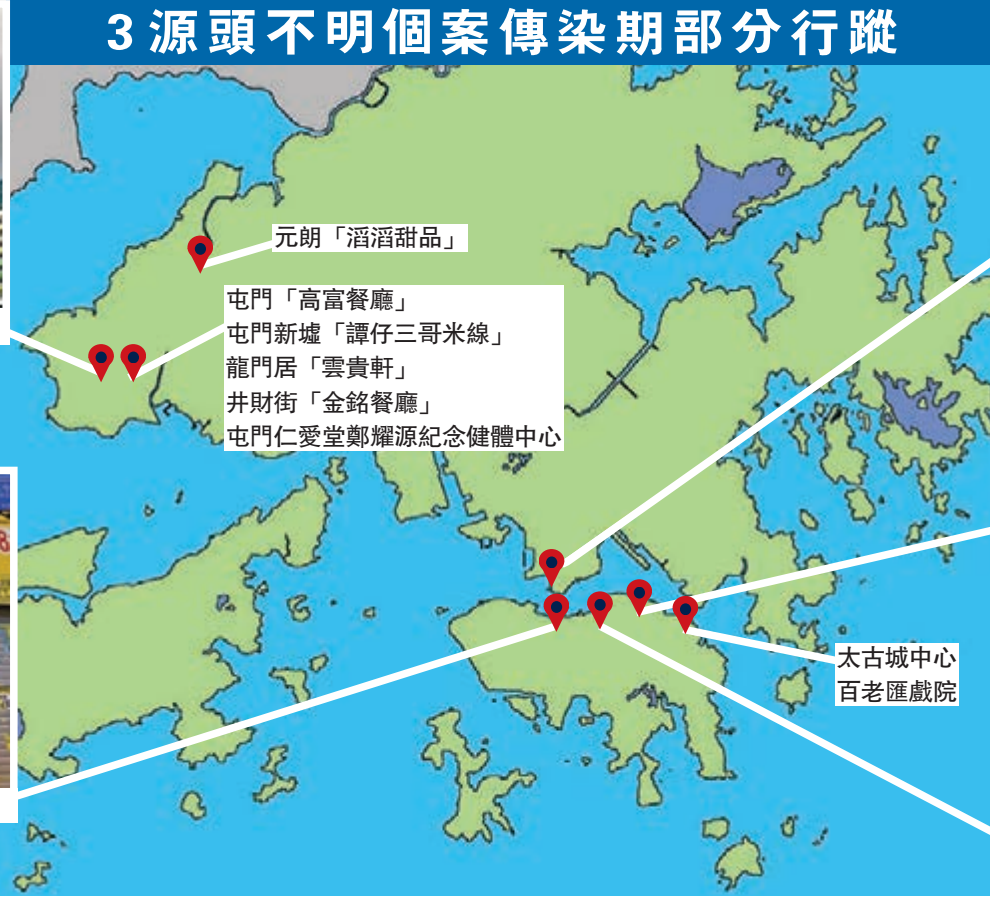 3源頭不明個案傳染期部分行蹤
元朗「滔滔甜品」
屯門「高富餐廳」
屯門新墟「譚仔三哥米線」
龍門居「雲貴軒」
井財街「金銘餐廳」
屯門仁愛堂鄭耀源紀念健體中心
太古城中心
百老匯戲院